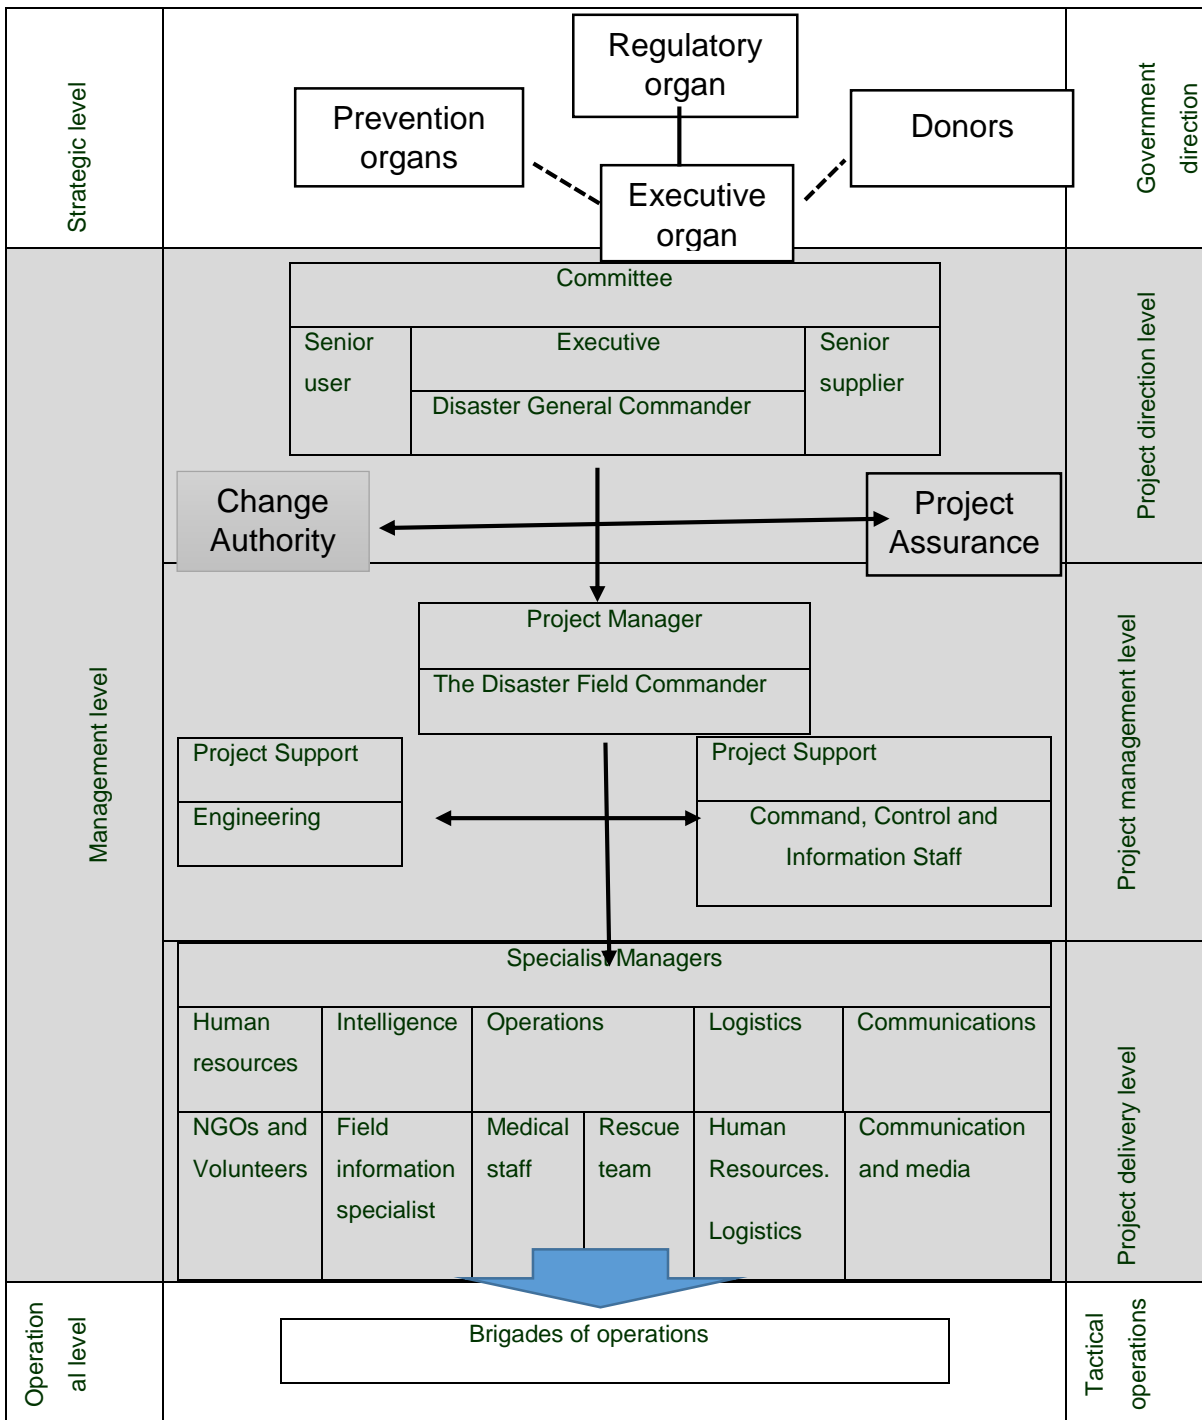 Strategic level
Regulatory
organ
Prevention
organs
Donors
Executive
organ
Government
direction
Management level
Committee
Senior
user
Executive
Disaster General Commander
Senior
supplier
Change
Authority
Project
Assurance
Project direction level
Project Manager
The Disaster Field Commander
Project Support
Engineering
Project Support
Command, Control and
Information Staff
Project management level
Specialist Managers
Human
resources
Intelligence
Operations
Logistics
Communications
NGOs and
Volunteers
Field
information
specialist
Medical
staff
Rescue
team
Human
Resources.
Logistics
Communication
and media
Project delivery level
Operation
al level
Brigades of operations
Tactical
operations